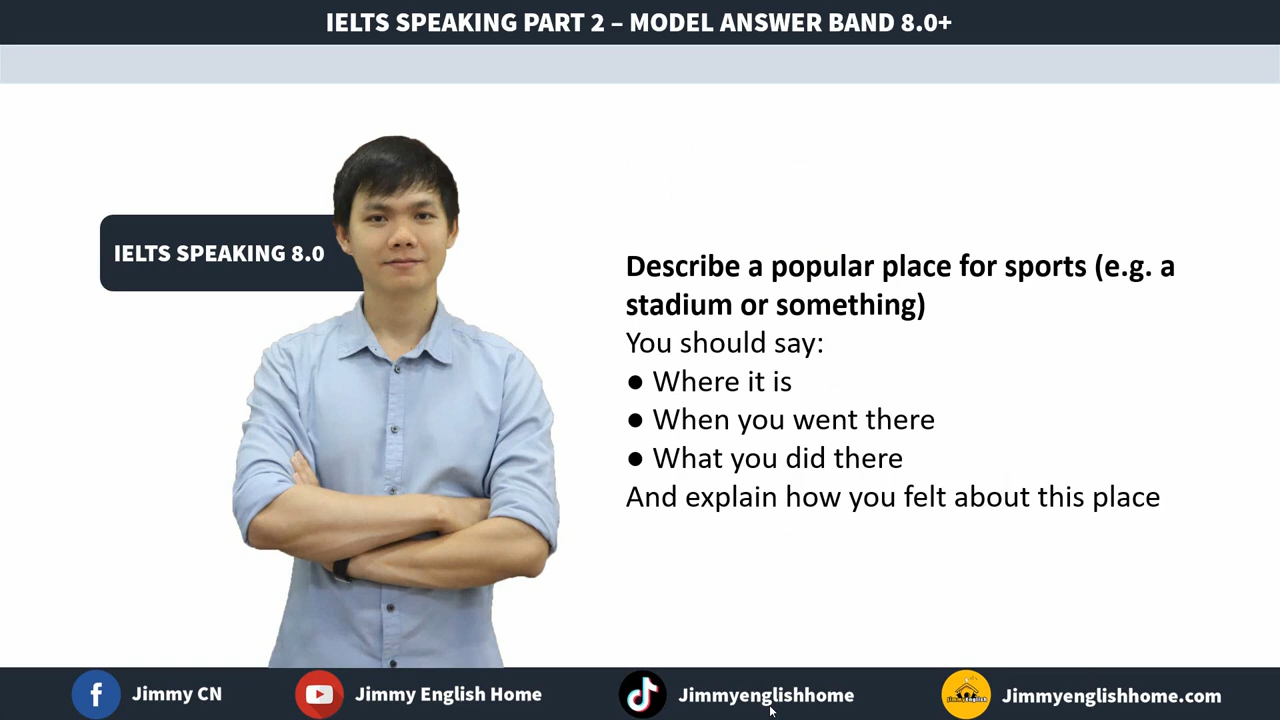 IELTS SPEAKING PART 2 – MODEL ANSWER BAND 8.0+
IELTS SPEAKING 8.0
Describe a popular place for sports (e.g. a
stadium or something)
You should say:
● Where it is
● When you went there
● What you did there
And explain how you felt about this place
Jimmy CN
Jimmy English Home
Jimmyenglishhome
Jimmyenglishhome.com